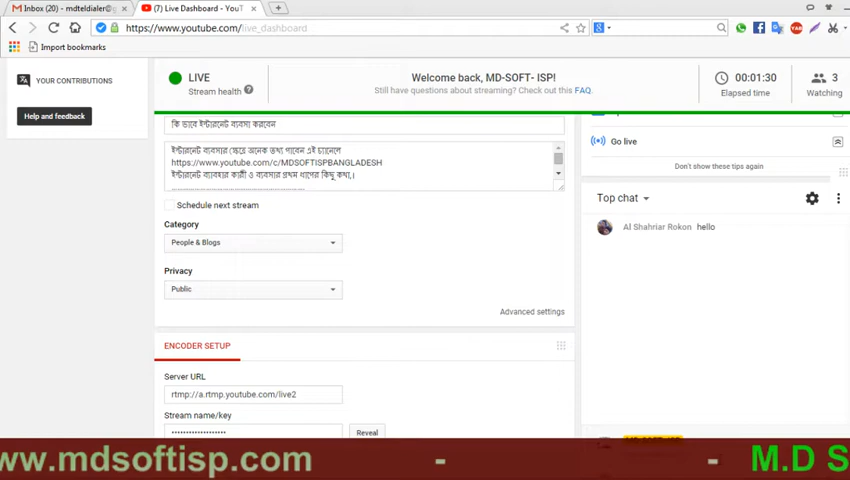 Inbox (20) - mdteldialer@g
(7) Live Dashboard - YouT
https://www.youtube.com/live_dashboard
Import bookmarks
YOUR CONTRIBUTIONS
Help and feedback
LIVE
Stream health
Welcome back, MD-SOFT- ISP!
Still have questions about streaming? Check out this FAQ.
00:01:30
Elapsed time
3
Watching
কি ভাবে ইন্টারনেট ব্যবসা করবেন
ইন্টারনেট ব্যাবসার ক্ষেত্রে অনেক তথ্য পাবেন এই চ্যানেলে
https://www.youtube.com/c/MDSOFTISPBANGLADESH
ইন্টারনেট ব্যাবহার কারী ও ব্যবসার প্রথম ধাপের কিছু কথা,।
Schedule next stream
Category
People & Blogs
Privacy
Public
Advanced settings
ENCODER SETUP
Server URL
rtmp://a.rtmp.youtube.com/live2
Stream name/key
••••••••••••••••••••
Reveal
Go live
Don't show these tips again
Top chat
Al Shahriar Rokon hello
ww.mdsoftisp.com - - M.D S